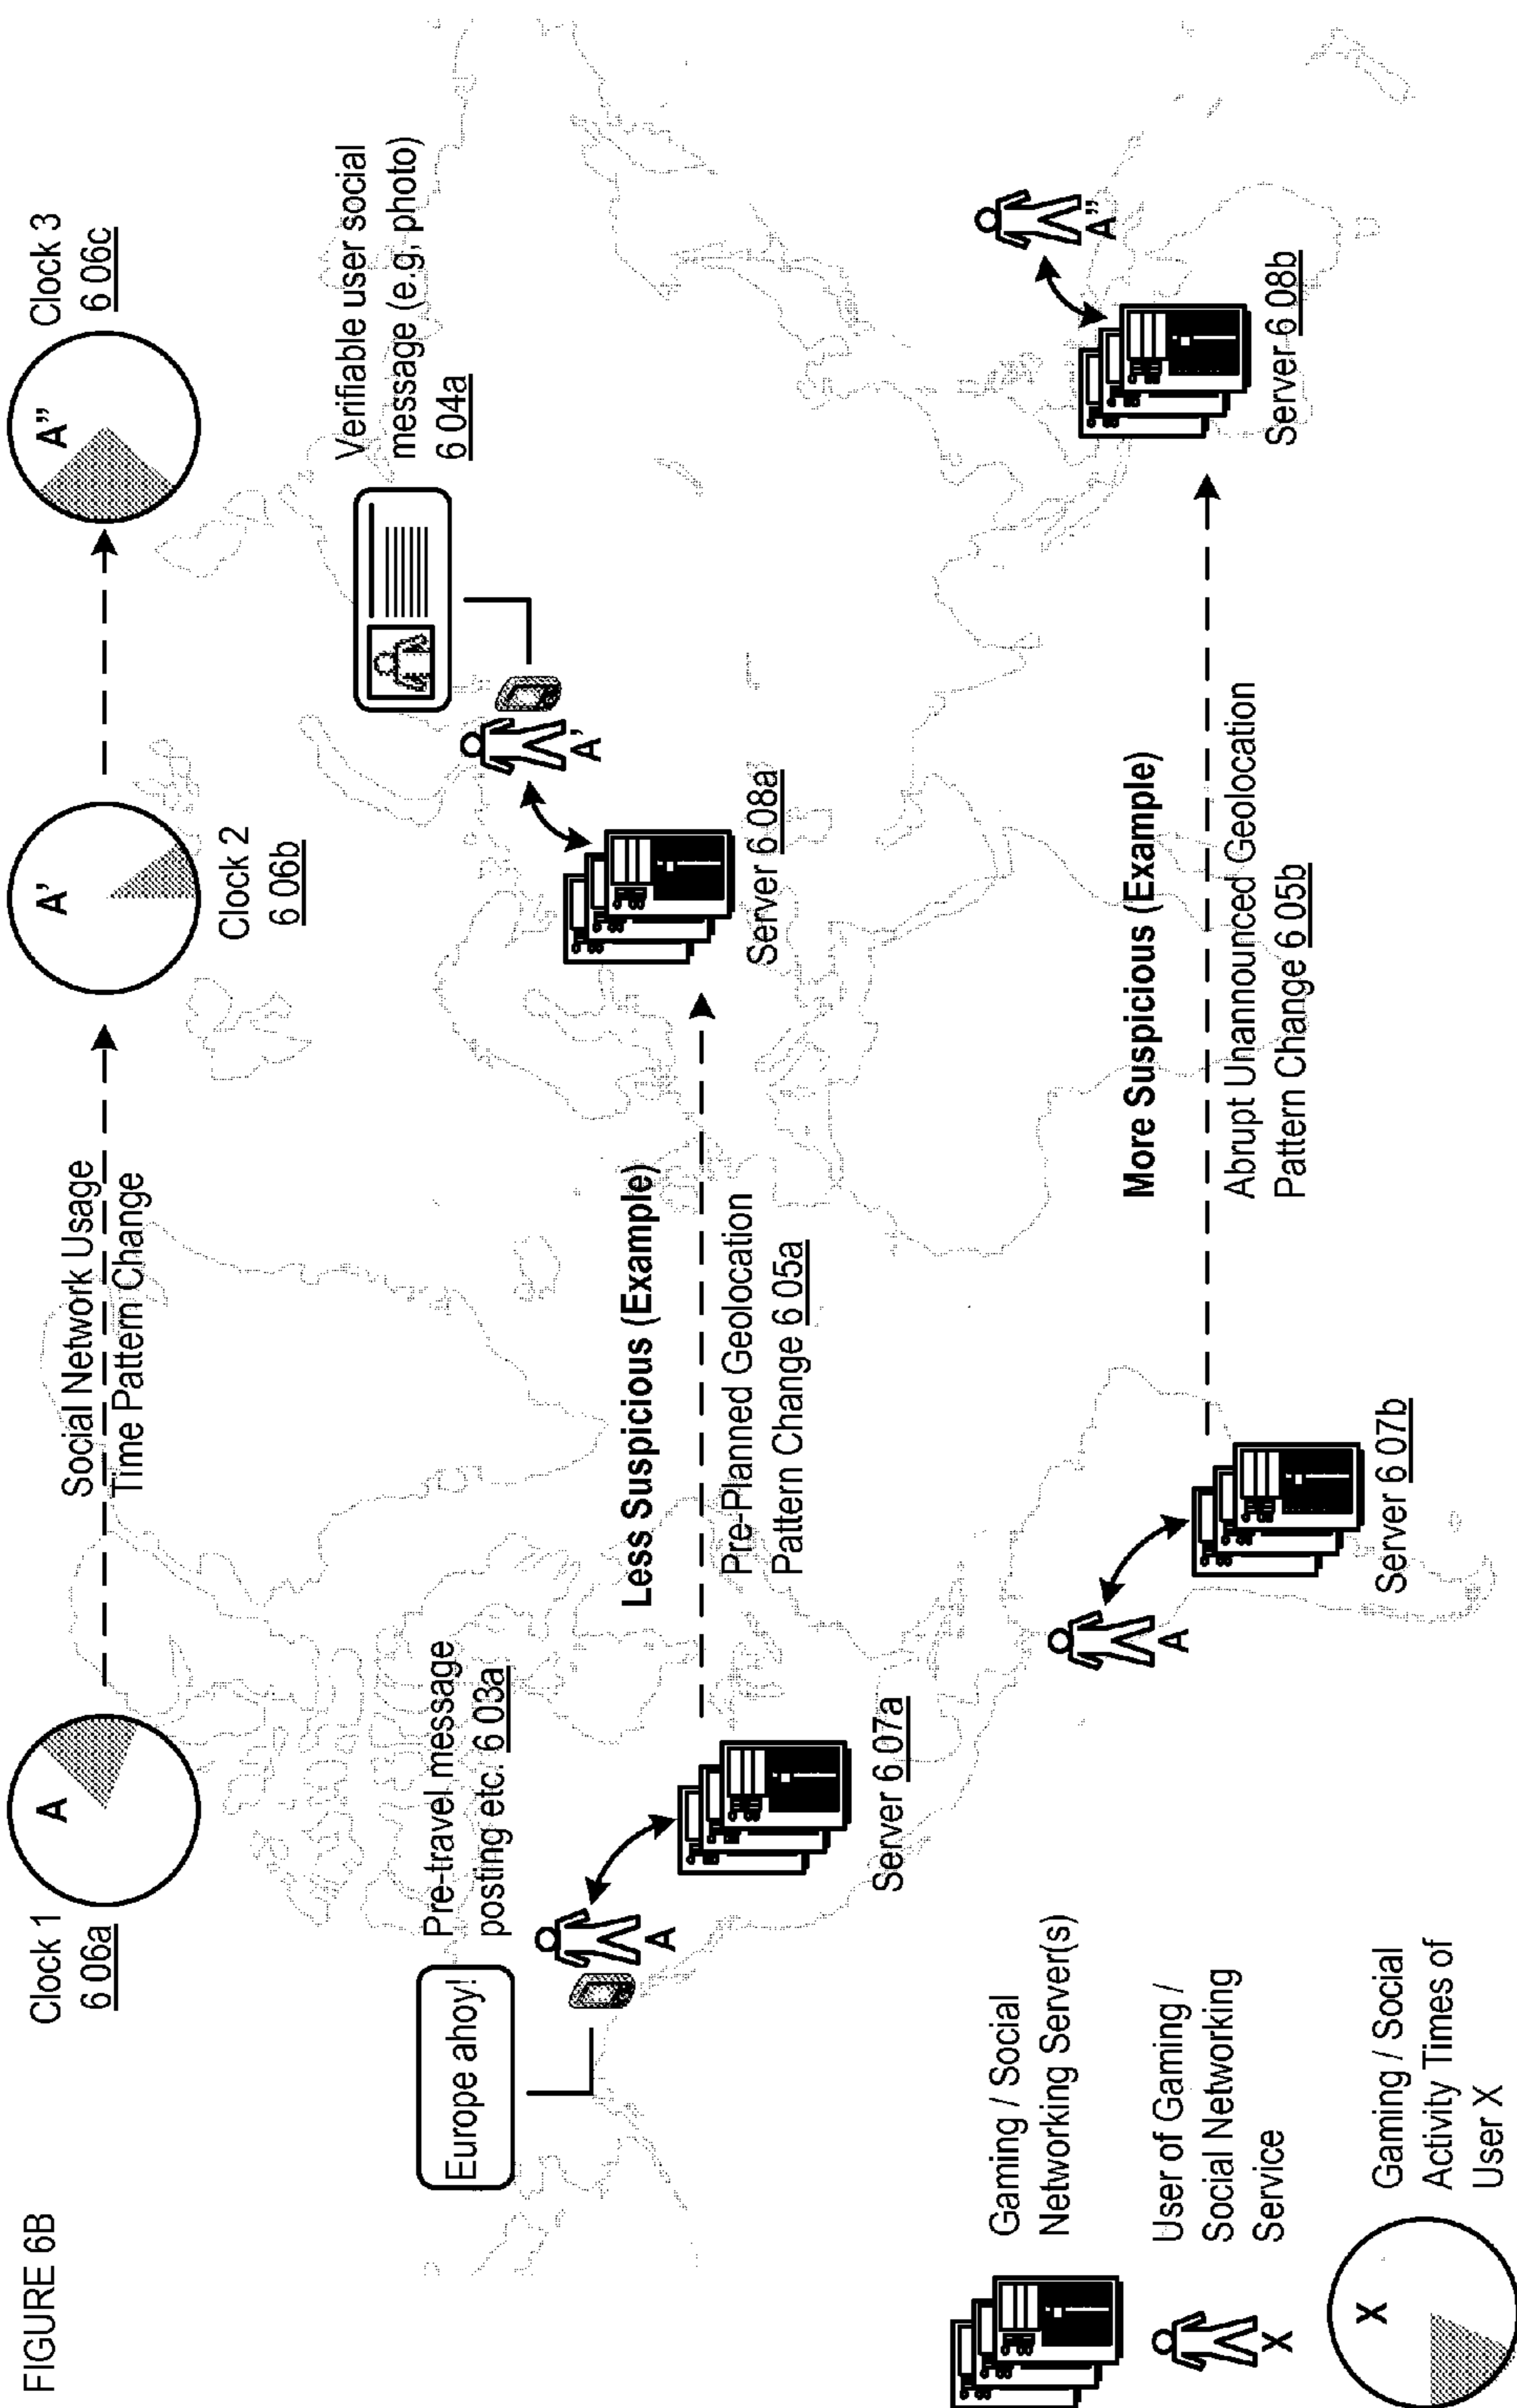 FIGURE 6B
Clock 1
6 06a
A
Social Network Usage
Time Pattern Change
A'
Clock 2
6 06b
A"
Clock 3
6 06c
Europe ahoy!
Pre-travel message
posting etc. 6 03a
A
Server 6 07a
Less Suspicious (Example)
Pre-Planned Geolocation
Pattern Change 6 05a
Verifiable user social
message (e.g, photo)
6 04a
A'
Server 6 08a
A
Server 6 07b
More Suspicious (Example)
Abrupt Unannounced Geolocation
Pattern Change 6 05b
A"
Server 6 08b
Gaming / Social
Networking Server(s)
X
User of Gaming /
Social Networking
Service
X
Gaming / Social
Activity Times of
User X